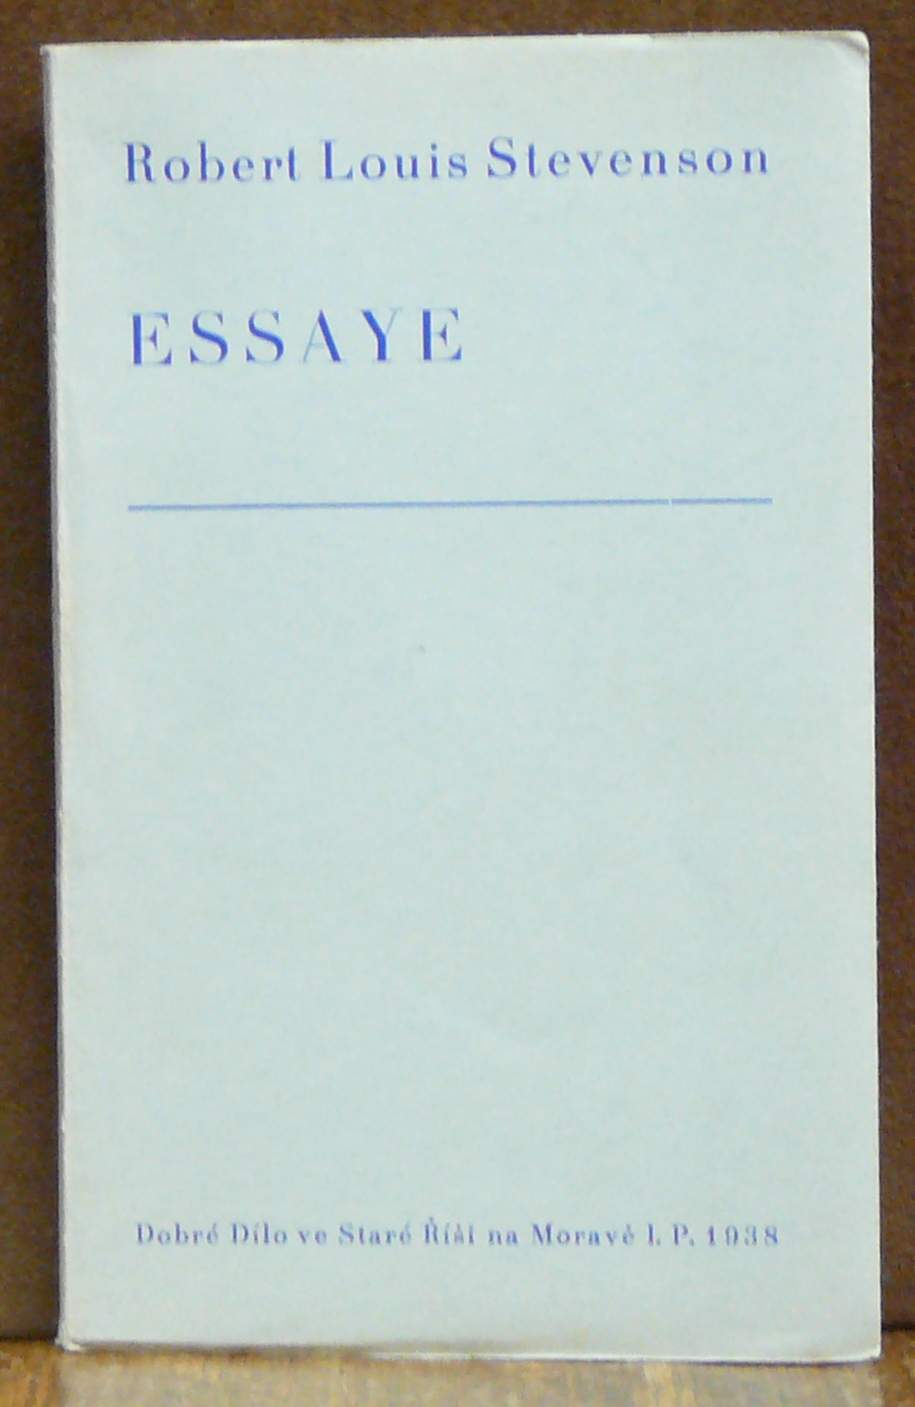 Robert Louis Stevenson
ESSAYE
Dobré Dílo ve Staré Říši na Moravě l. P. 1938